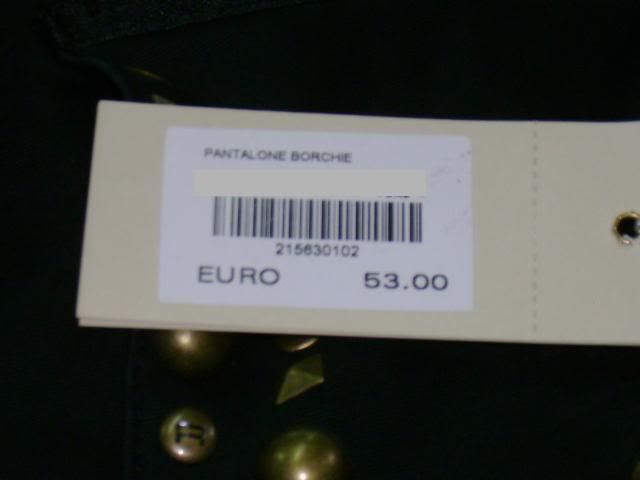 PANTALONE BORCHIE
215630102
EURO 53.00
R